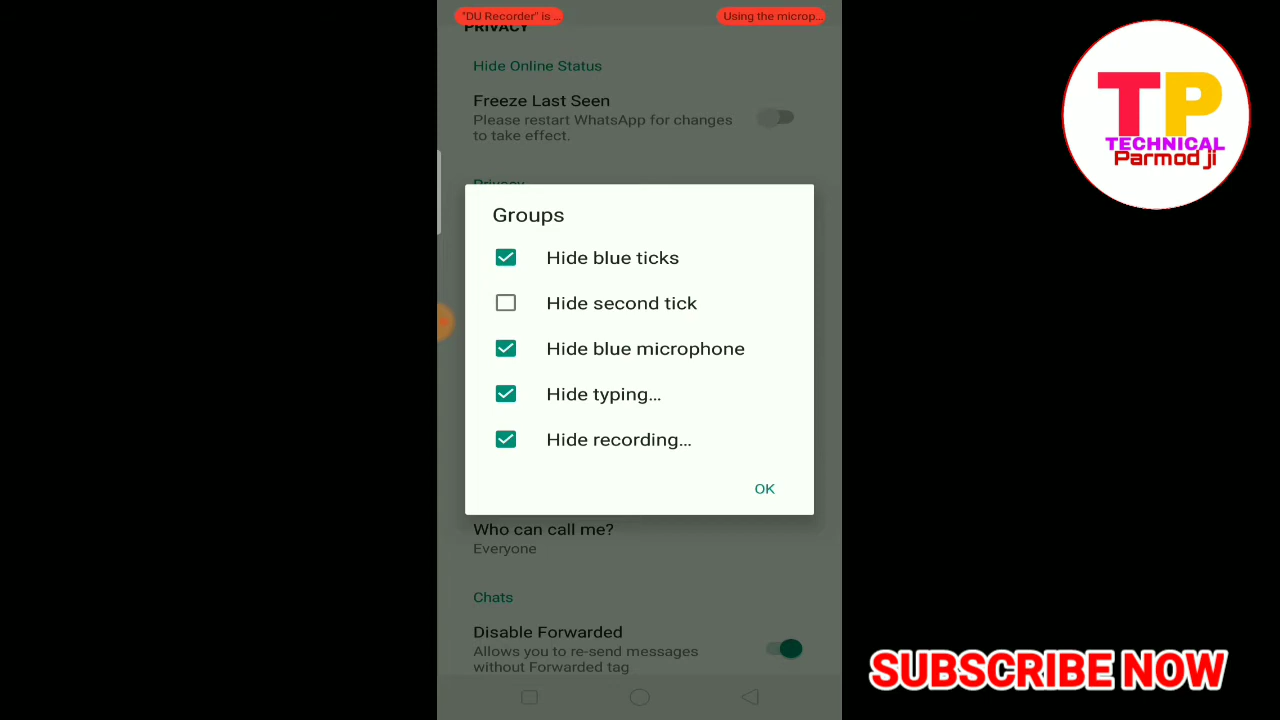 "DU Recorder" is ...
Using the microp...
PRIVACY
Hide Online Status
Freeze Last Seen
Please restart WhatsApp for changes
to take effect.
Privacy
Groups
Hide blue ticks
Hide second tick
Hide blue microphone
Hide typing...
Hide recording...
OK
Who can call me?
Everyone
Chats
Disable Forwarded
Allows you to re-send messages
without Forwarded tag
TP
TECHNICAL
Parmod ji
SUBSCRIBE NOW